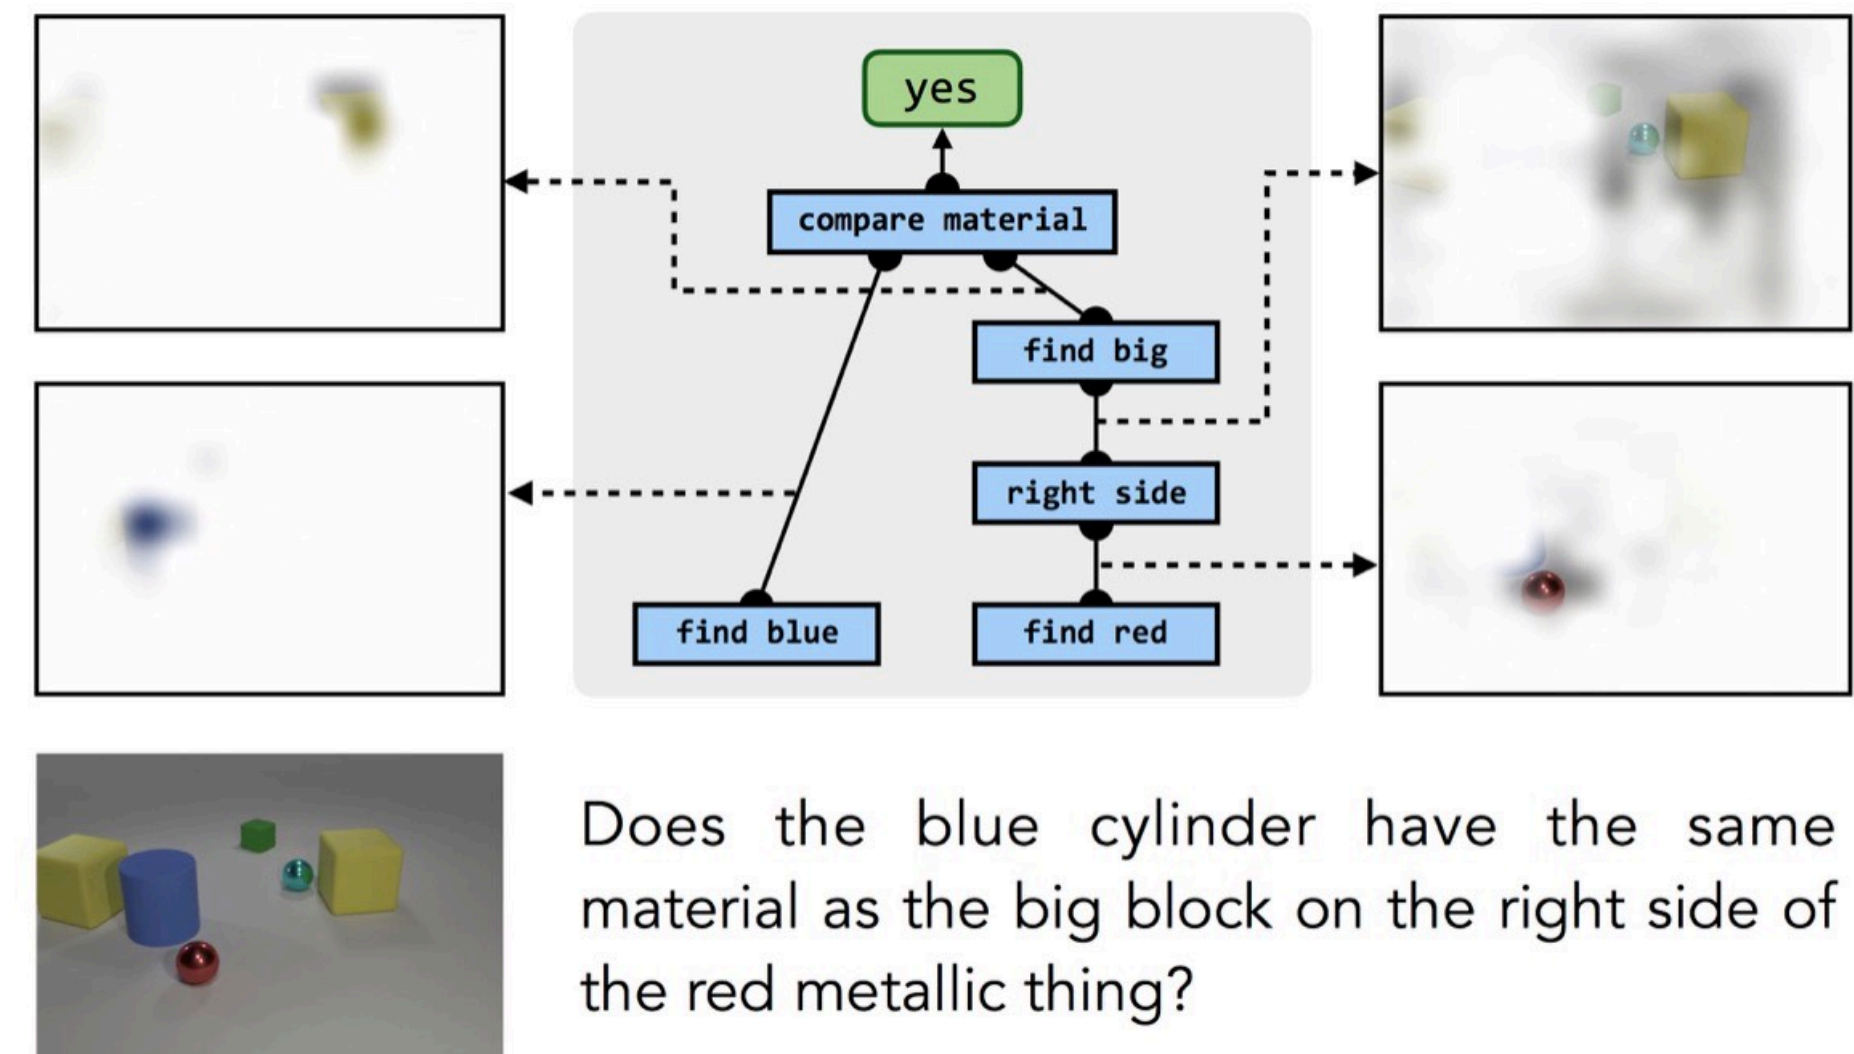 yes
compare material
find big
right side
find blue
find red
Does the blue cylinder have the same
material as the big block on the right side of
the red metallic thing?